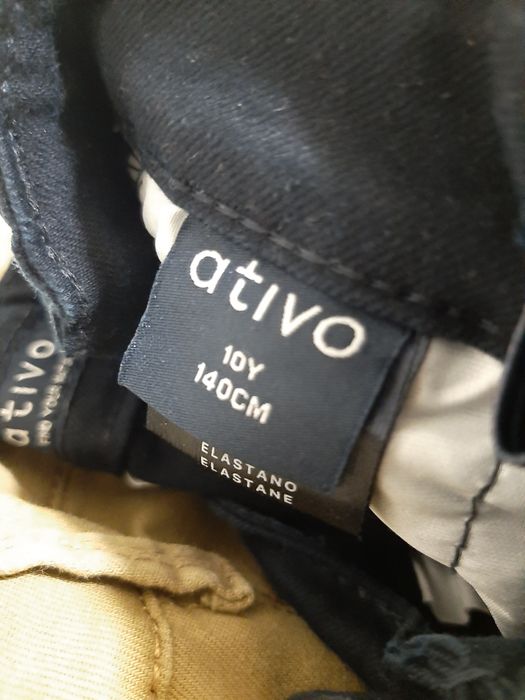 ativo
10Y
140CM
ELASTANO
ELASTANE
ativo